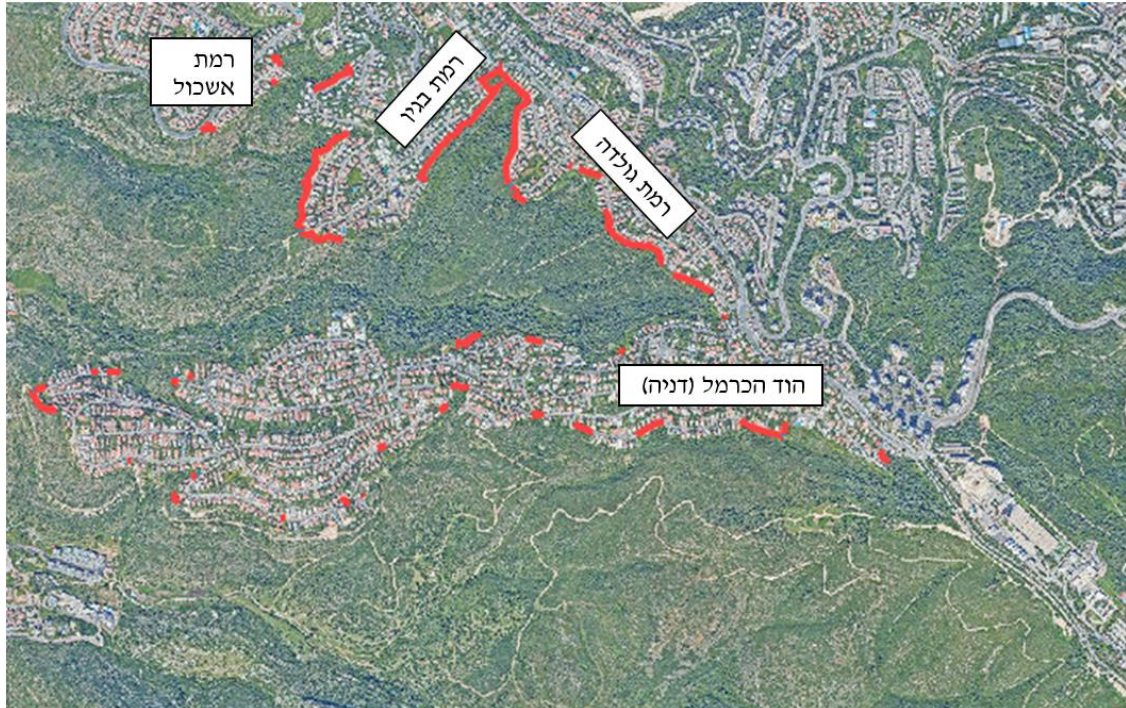 רמת
אשכול
רמת בגין
רמת גולדה
הוד הכרמל (דניה)